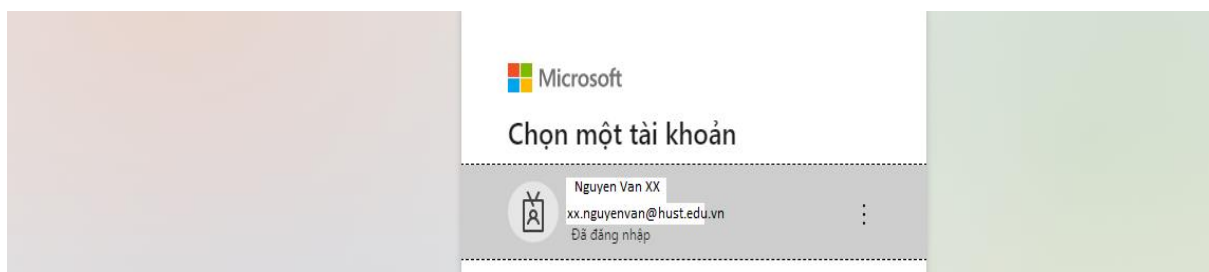 Microsoft
Chọn một tài khoản
Nguyen Van XX
xx.nguyenvan@hust.edu.vn
Đã đăng nhập